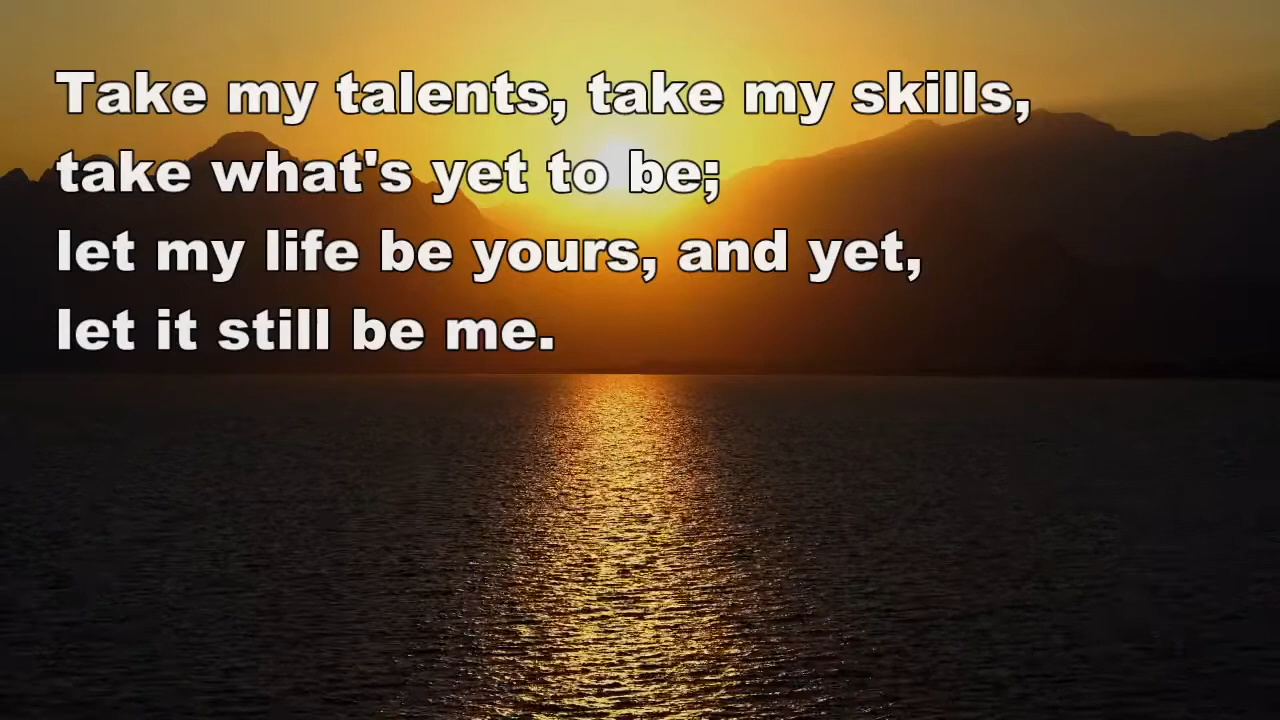 Take my talents, take my skills,
take what's yet to be;
let my life be yours, and yet,
let it still be me.